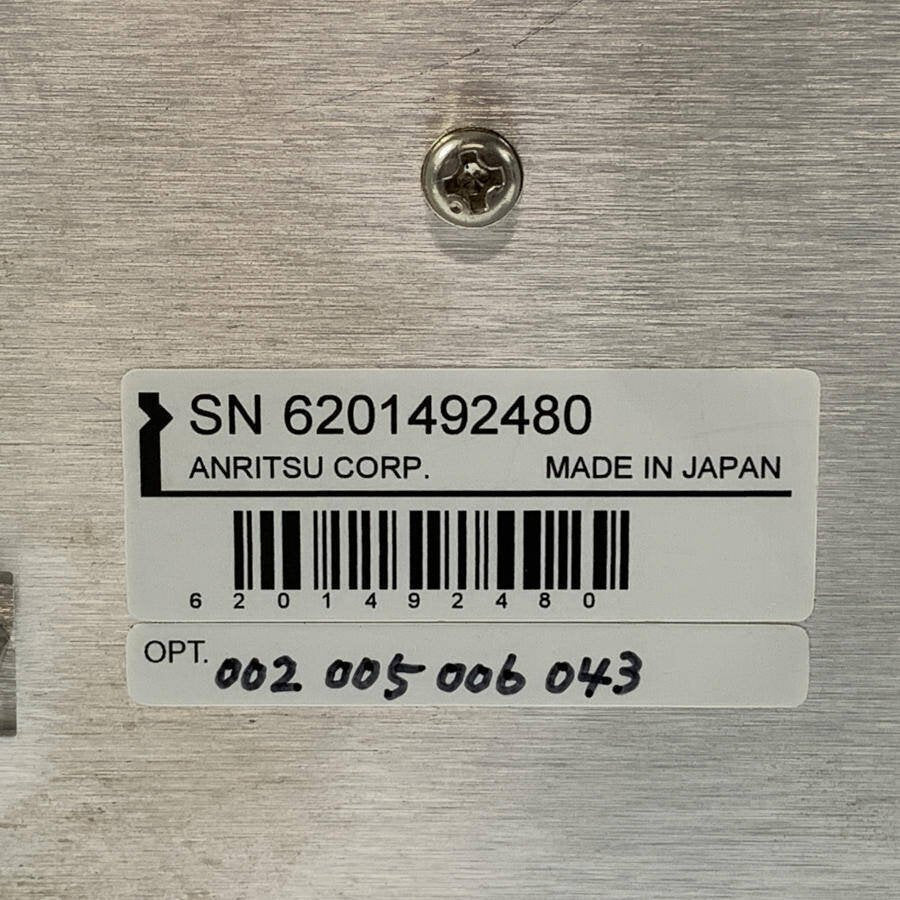 SN 6201492480
ANRITSU CORP. MADE IN JAPAN
6 2 0 1 4 9 2 4 8 0
OPT. 002 005 006 043